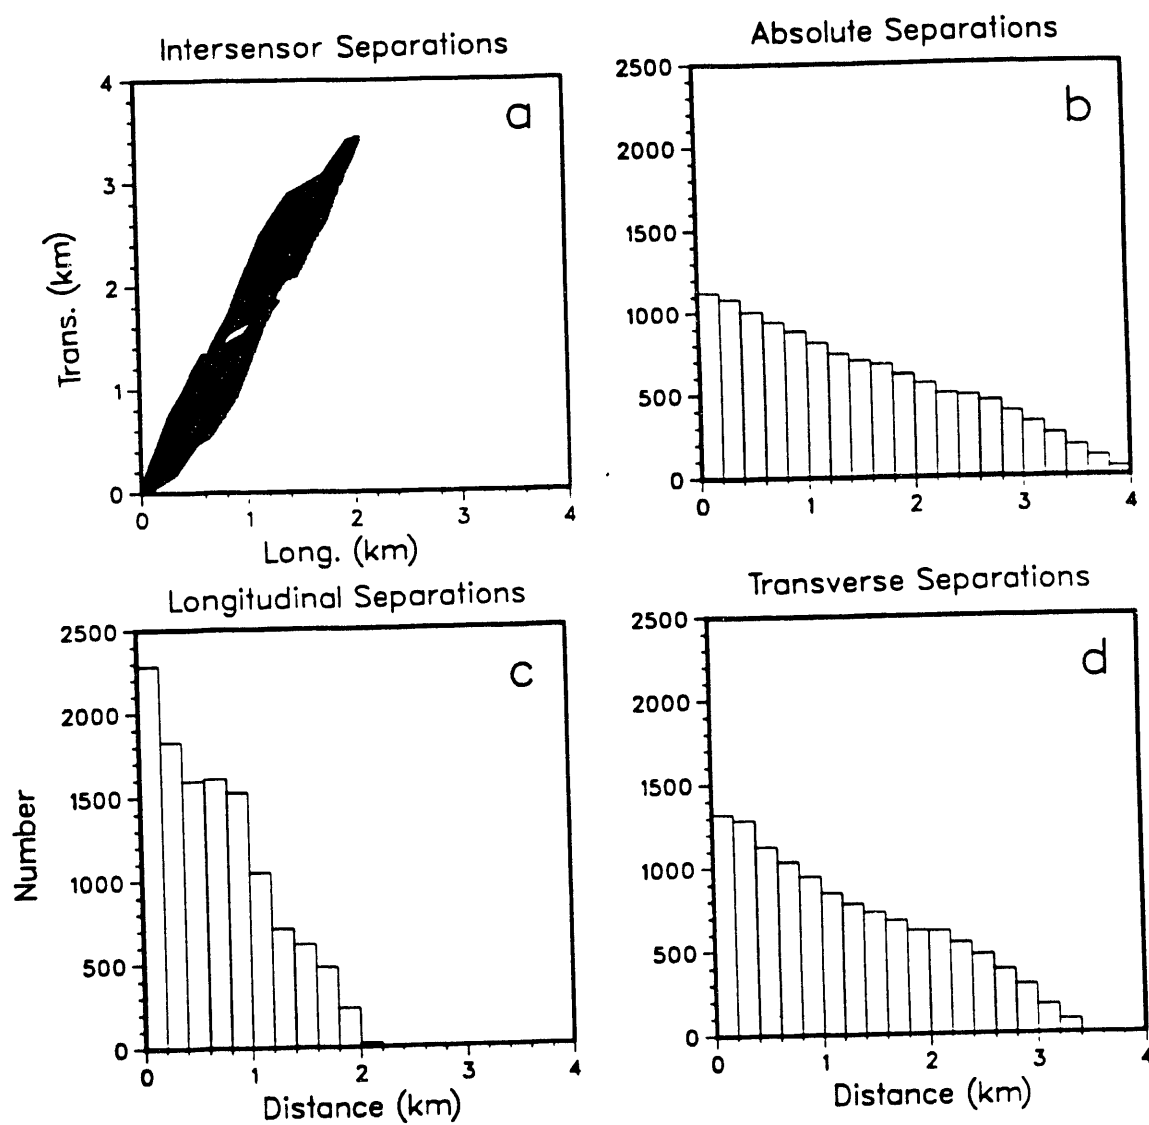 Intersensor Separations
a
4
3
2
1
0
Trans. (km)
0 1 2 3 4
Long. (km)
Absolute Separations
b
2500
2000
1500
1000
500
0
0 1 2 3 4
Longitudinal Separations
c
2500
2000
1500
1000
500
0
Number
0 1 2 3 4
Distance (km)
Transverse Separations
d
2500
2000
1500
1000
500
0
0 1 2 3 4
Distance (km)